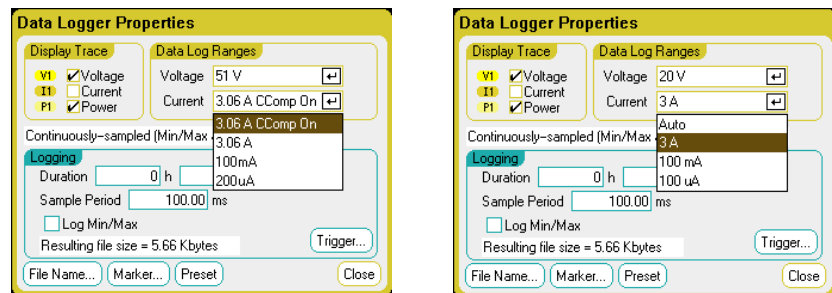 Data Logger Properties
Display Trace
Data Log Ranges
V1 Voltage
I1 Current
P1 Power
Voltage 51 V
Current 3.06 A CComp On
3.06 A CComp On
3.06 A
100mA
200uA
Continuously-sampled (Min/Max
Logging
Duration 0 h
Sample Period 100.00 ms
Log Min/Max
Resulting file size = 5.66 Kbytes
Trigger...
File Name... Marker... Preset Close
Data Logger Properties
Display Trace
Data Log Ranges
V1 Voltage
I1 Current
P1 Power
Voltage 20 V
Current 3 A
Auto
3 A
100 mA
100 uA
Continuously-sampled (Min/Max
Logging
Duration 0 h
Sample Period 100.00 ms
Log Min/Max
Resulting file size = 5.66 Kbytes
Trigger...
File Name... Marker... Preset Close